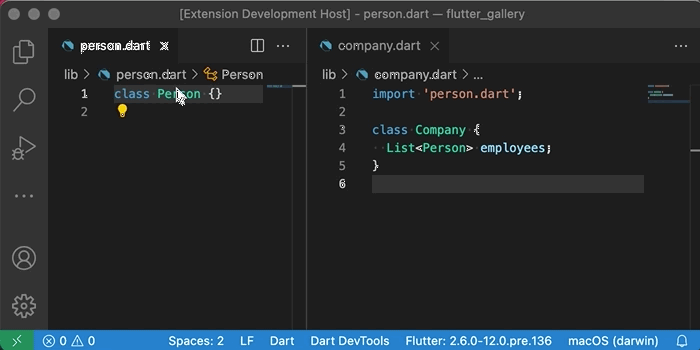 [Extension Development Host] - person.dart — flutter_gallery
person.dart
lib > person.dart > Person
1 class Person {}
2
company.dart
lib > company.dart > ...
1 import 'person.dart';
2
3 class Company {
4 List<Person> employees;
5 }
6
0 0 Spaces: 2 LF Dart Dart DevTools Flutter: 2.6.0-12.0.pre.136 macOS (darwin)